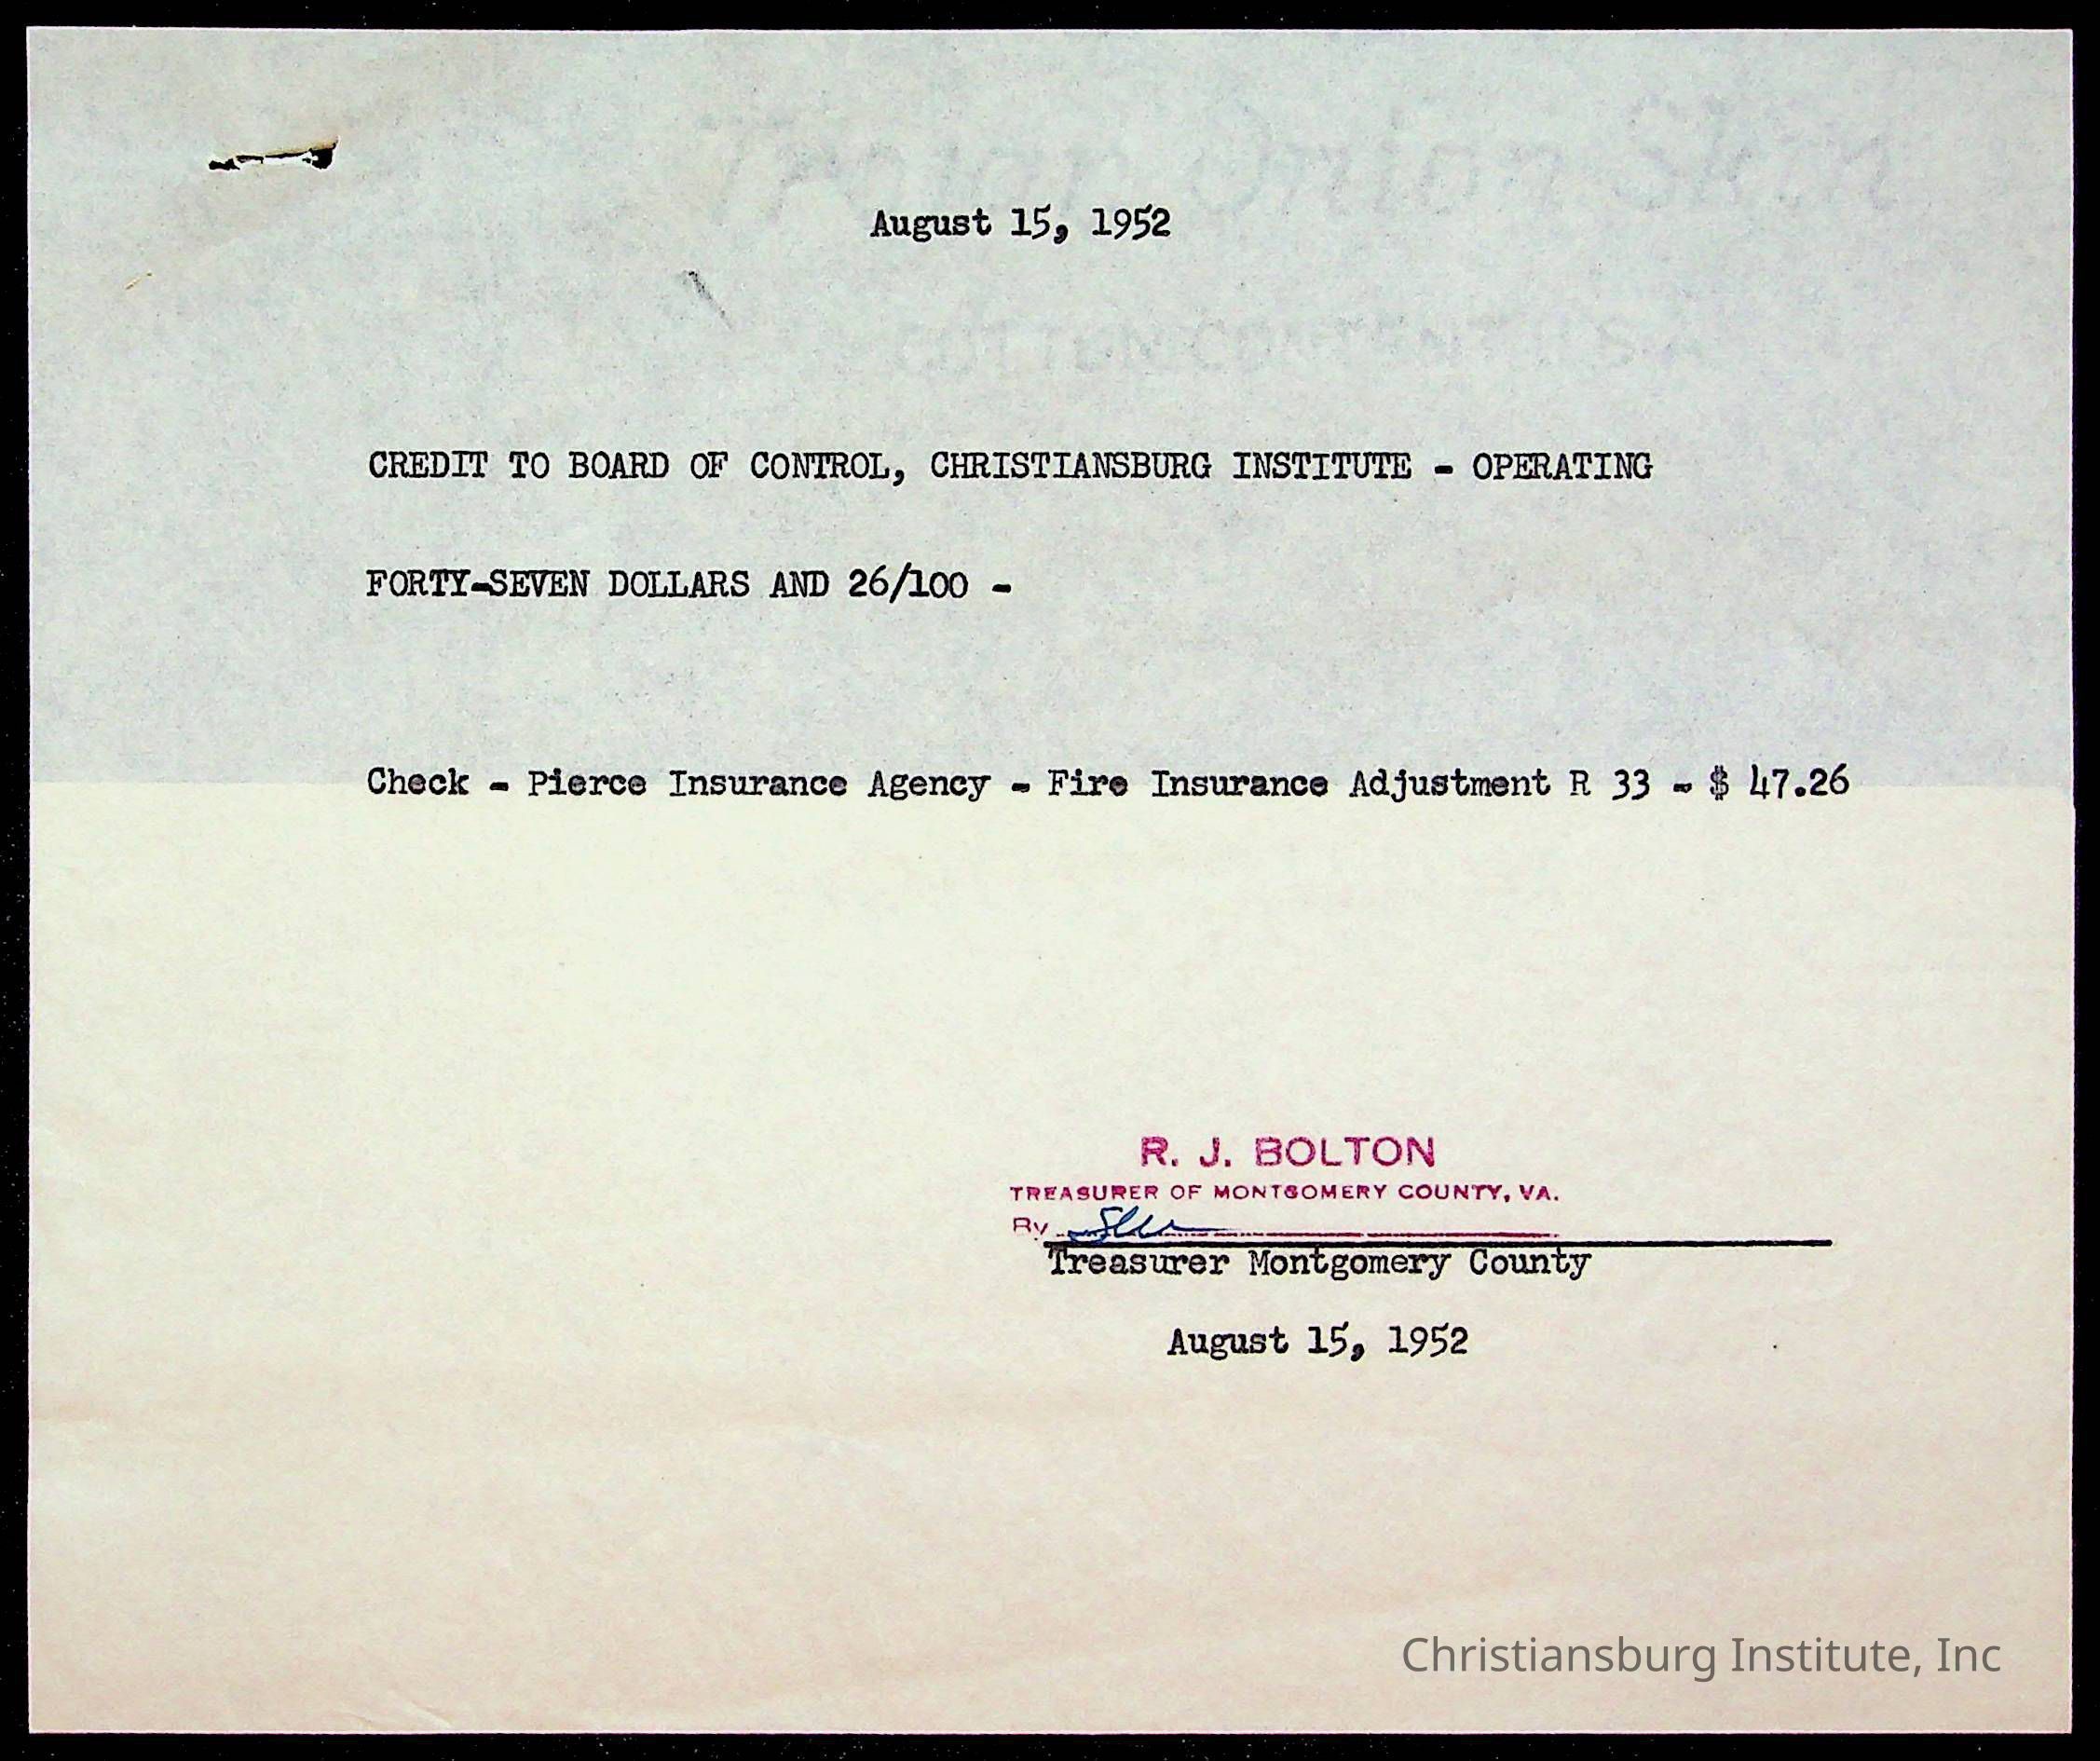 August 15, 1952
CREDIT TO BOARD OF CONTROL, CHRISTIANSBURG INSTITUTE - OPERATING
FORTY-SEVEN DOLLARS AND 26/100 -
Check - Pierce Insurance Agency - Fire Insurance Adjustment R 33 - $ 47.26
R. J. BOLTON
TREASURER OF MONTGOMERY COUNTY, VA.
By
Treasurer Montgomery County
August 15, 1952
Christiansburg Institute, Inc